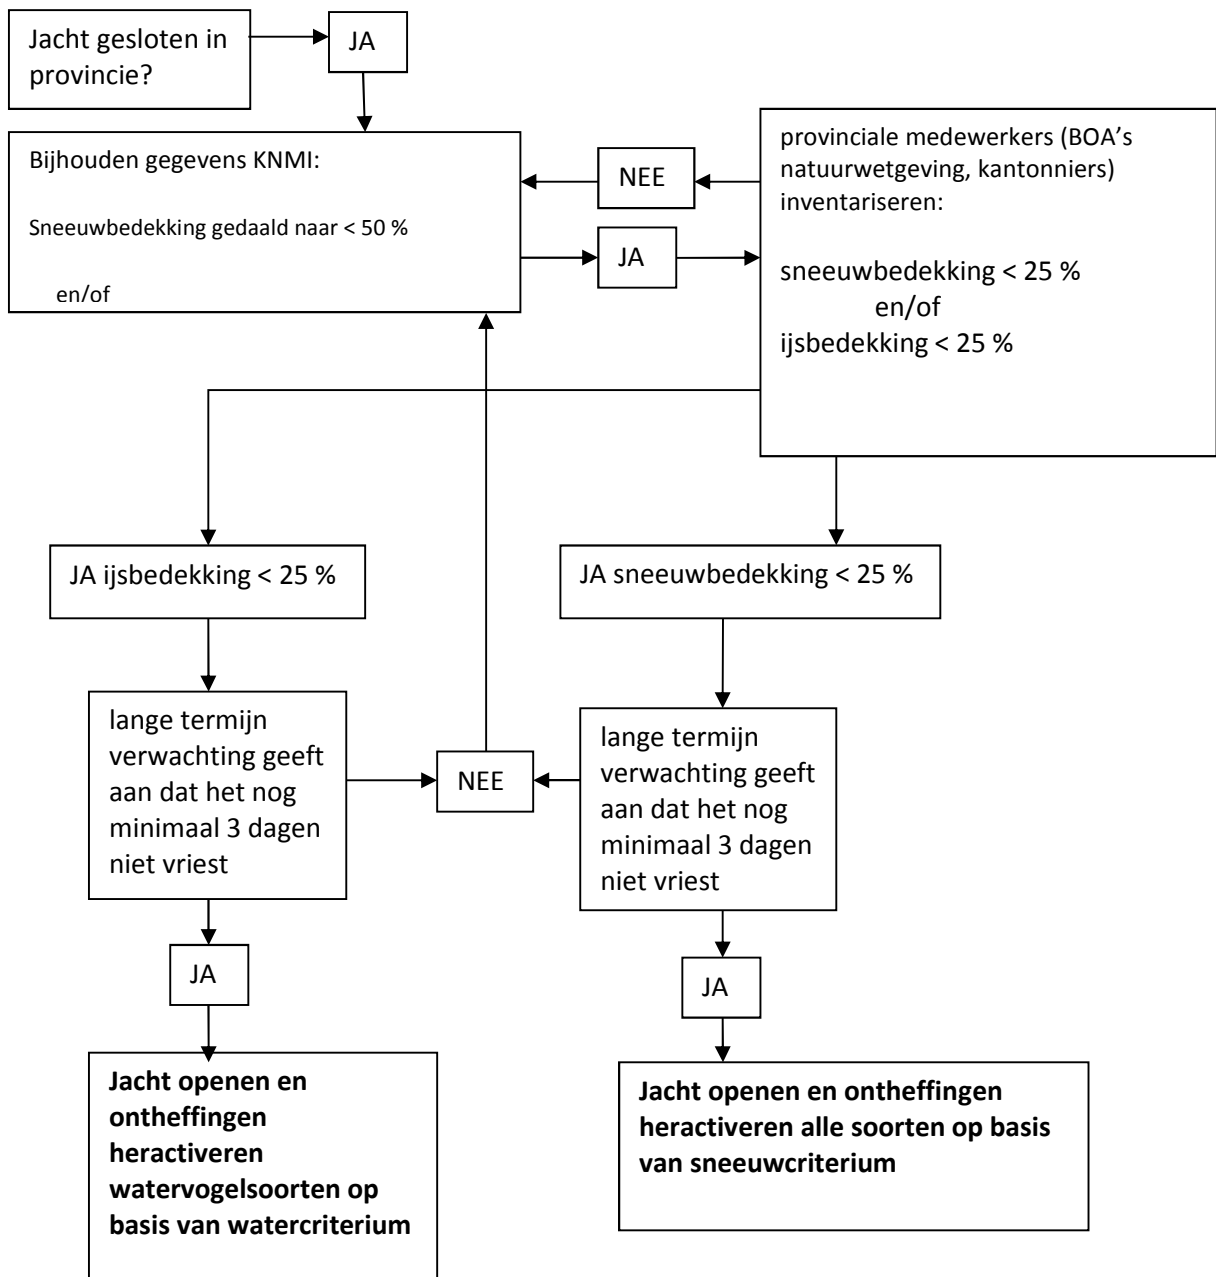 Jacht gesloten in
provincie?
JA
Bijhouden gegevens KNMI:
Sneeuwbedekking gedaald naar < 50 %
en/of
NEE
JA
provinciale medewerkers (BOA's
natuurwetgeving, kantonniers)
inventariseren:
sneeuwbedekking < 25 %
en/of
ijsbedekking < 25 %
JA ijsbedekking < 25 %
JA sneeuwbedekking < 25 %
lange termijn
verwachting geeft
aan dat het nog
minimaal 3 dagen
niet vriest
NEE
lange termijn
verwachting geeft
aan dat het nog
minimaal 3 dagen
niet vriest
JA
JA
Jacht openen en
ontheffingen
heractiveren
watervogelsoorten op
basis van watercriterium
Jacht openen en ontheffingen
heractiveren alle soorten op basis
van sneeuwcriterium